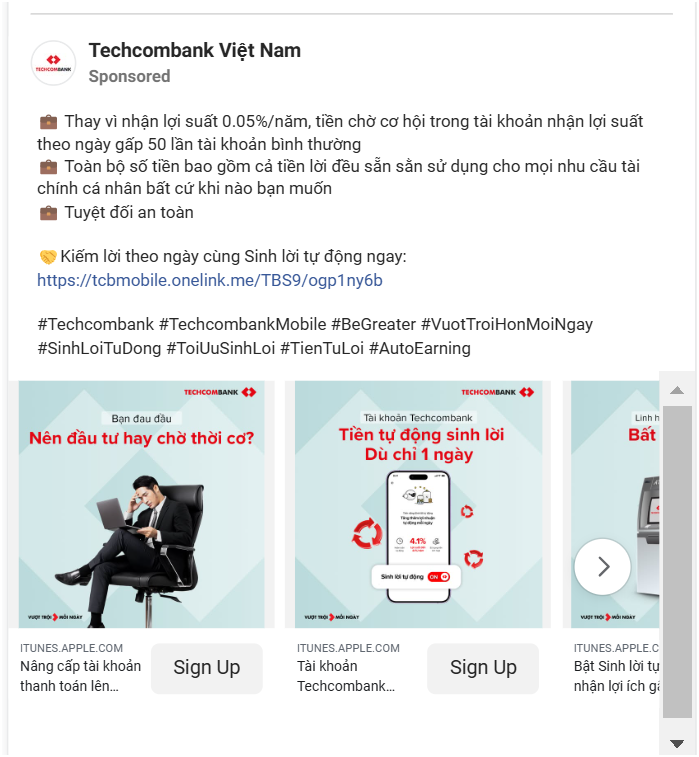 TECHCOMBANK
Techcombank Việt Nam
Sponsored
💼 Thay vì nhận lợi suất 0.05%/năm, tiền chờ cơ hội trong tài khoản nhận lợi suất
theo ngày gấp 50 lần tài khoản bình thường
💼 Toàn bộ số tiền bao gồm cả tiền lời đều sẵn sằn sử dụng cho mọi nhu cầu tài
chính cá nhân bất cứ khi nào bạn muốn
💼 Tuyệt đối an toàn
🤝Kiếm lời theo ngày cùng Sinh lời tự động ngay:
https://tcbmobile.onelink.me/TBS9/ogp1ny6b
#Techcombank #TechcombankMobile #BeGreater #VuotTroiHonMoiNgay
#SinhLoiTuDong #ToiUuSinhLoi #TienTuLoi #AutoEarning
TECHCOMBANK
Bạn đau đầu
Nên đầu tư hay chờ thời cơ?
VƯỢT TRỘI MỖI NGÀY
ITUNES.APPLE.COM
Nâng cấp tài khoản
thanh toán lên…
Sign Up
TECHCOMBANK
Tài khoản Techcombank
Tiền tự động sinh lời
Dù chỉ 1 ngày
4.1%
Sinh lời tự động ON
VƯỢT TRỘI MỖI NGÀY
ITUNES.APPLE.COM
Tài khoản
Techcombank…
Sign Up
Linh h
Bất
VƯỢT TRỘI MỖI NGÀY
ITUNES.APPLE.C
Bật Sinh lời tự
nhận lợi ích gấ